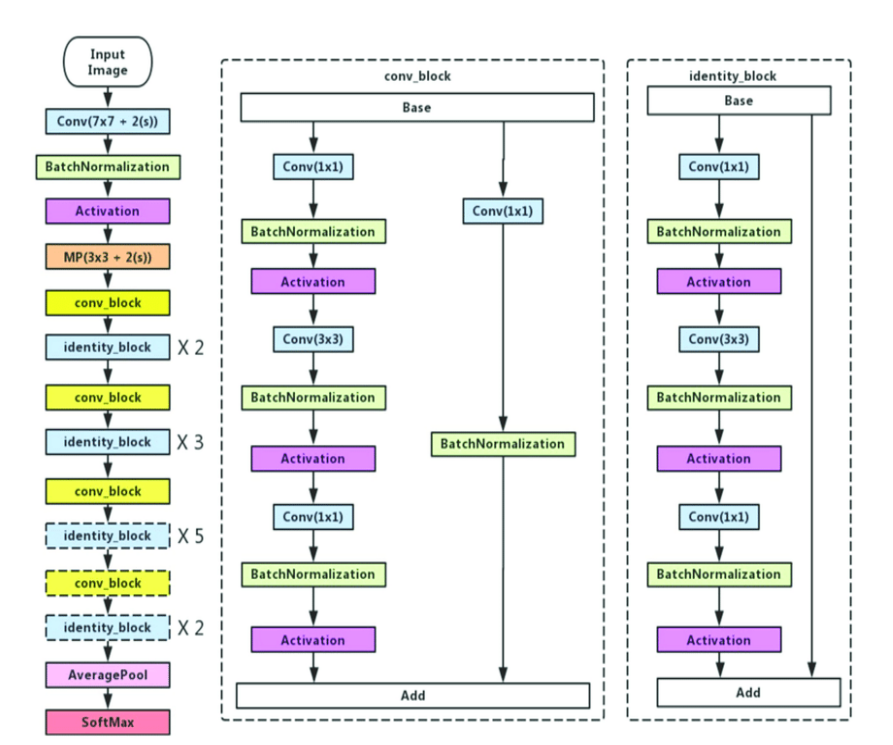 Input
Image
Conv(7x7 + 2(s))
BatchNormalization
Activation
MP(3x3 + 2(s))
conv_block
identity_block X 2
conv_block
identity_block X 3
conv_block
identity_block X 5
conv_block
identity_block X 2
AveragePool
SoftMax
conv_block
Base
Conv(1x1)
BatchNormalization
Activation
Conv(3x3)
BatchNormalization
Activation
Conv(1x1)
BatchNormalization
Activation
Conv(1x1)
BatchNormalization
Add
identity_block
Base
Conv(1x1)
BatchNormalization
Activation
Conv(3x3)
BatchNormalization
Activation
Conv(1x1)
BatchNormalization
Activation
Add